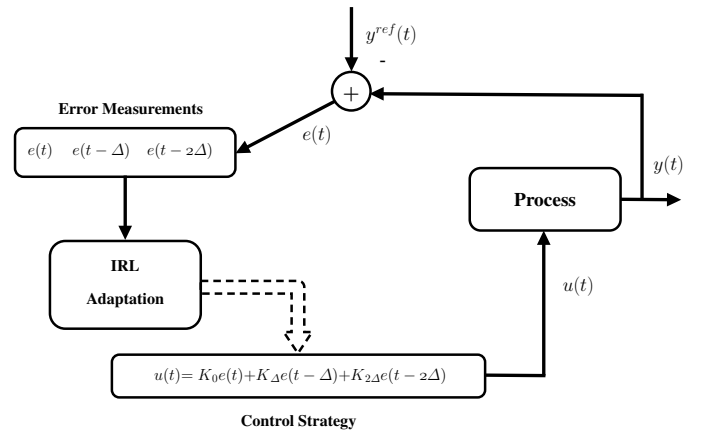 y^{ref}(t)
-
+
Error Measurements
e(t)
e(t − Δ) e(t − 2Δ)
e(t)
y(t)
Process
IRL
Adaptation
u(t)
u(t)= K_0e(t)+K_Δe(t − Δ)+K_{2Δ}e(t − 2Δ)
Control Strategy